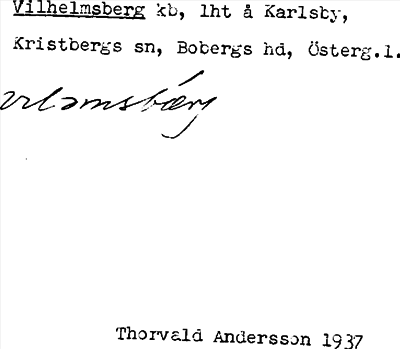 Vilhelmsberg kb, lht å Karlsby,
Kristbergs sn, Bobergs hd, Österg.l.
Thorvald Andersson 1937